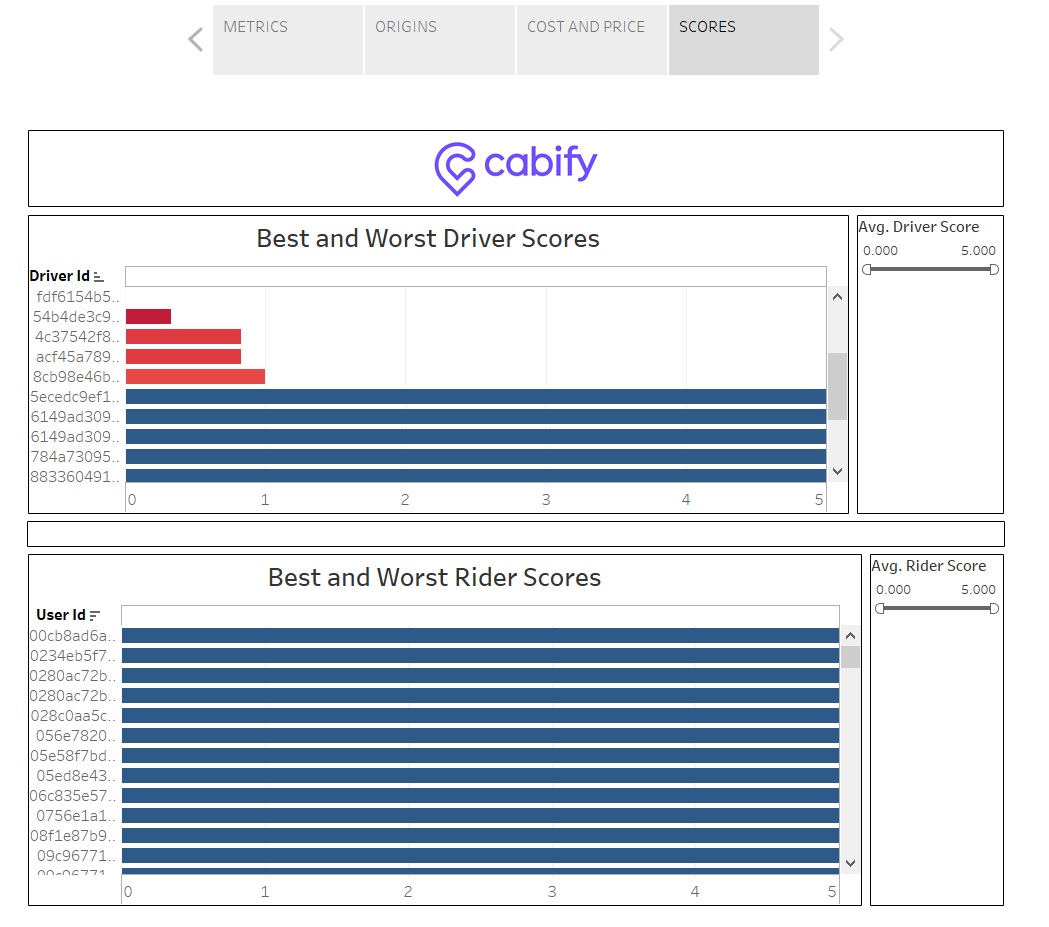 METRICS ORIGINS COST AND PRICE SCORES
cabify
Best and Worst Driver Scores
Avg. Driver Score
0.000 5.000
Driver Id
fdf6154b5..
54b4de3c9..
4c37542f8..
acf45a789..
8cb98e46b..
5ecedc9ef1..
6149ad309..
6149ad309..
784a73095..
883360491..
0 1 2 3 4 5
Best and Worst Rider Scores
Avg. Rider Score
0.000 5.000
User Id
00cb8ad6a..
0234eb5f7..
0280ac72b..
0280ac72b..
028c0aa5c..
056e7820..
05e58f7bd..
05ed8e43..
06c835e57..
0756e1a1..
08f1e87b9..
09c96771..
0 1 2 3 4 5